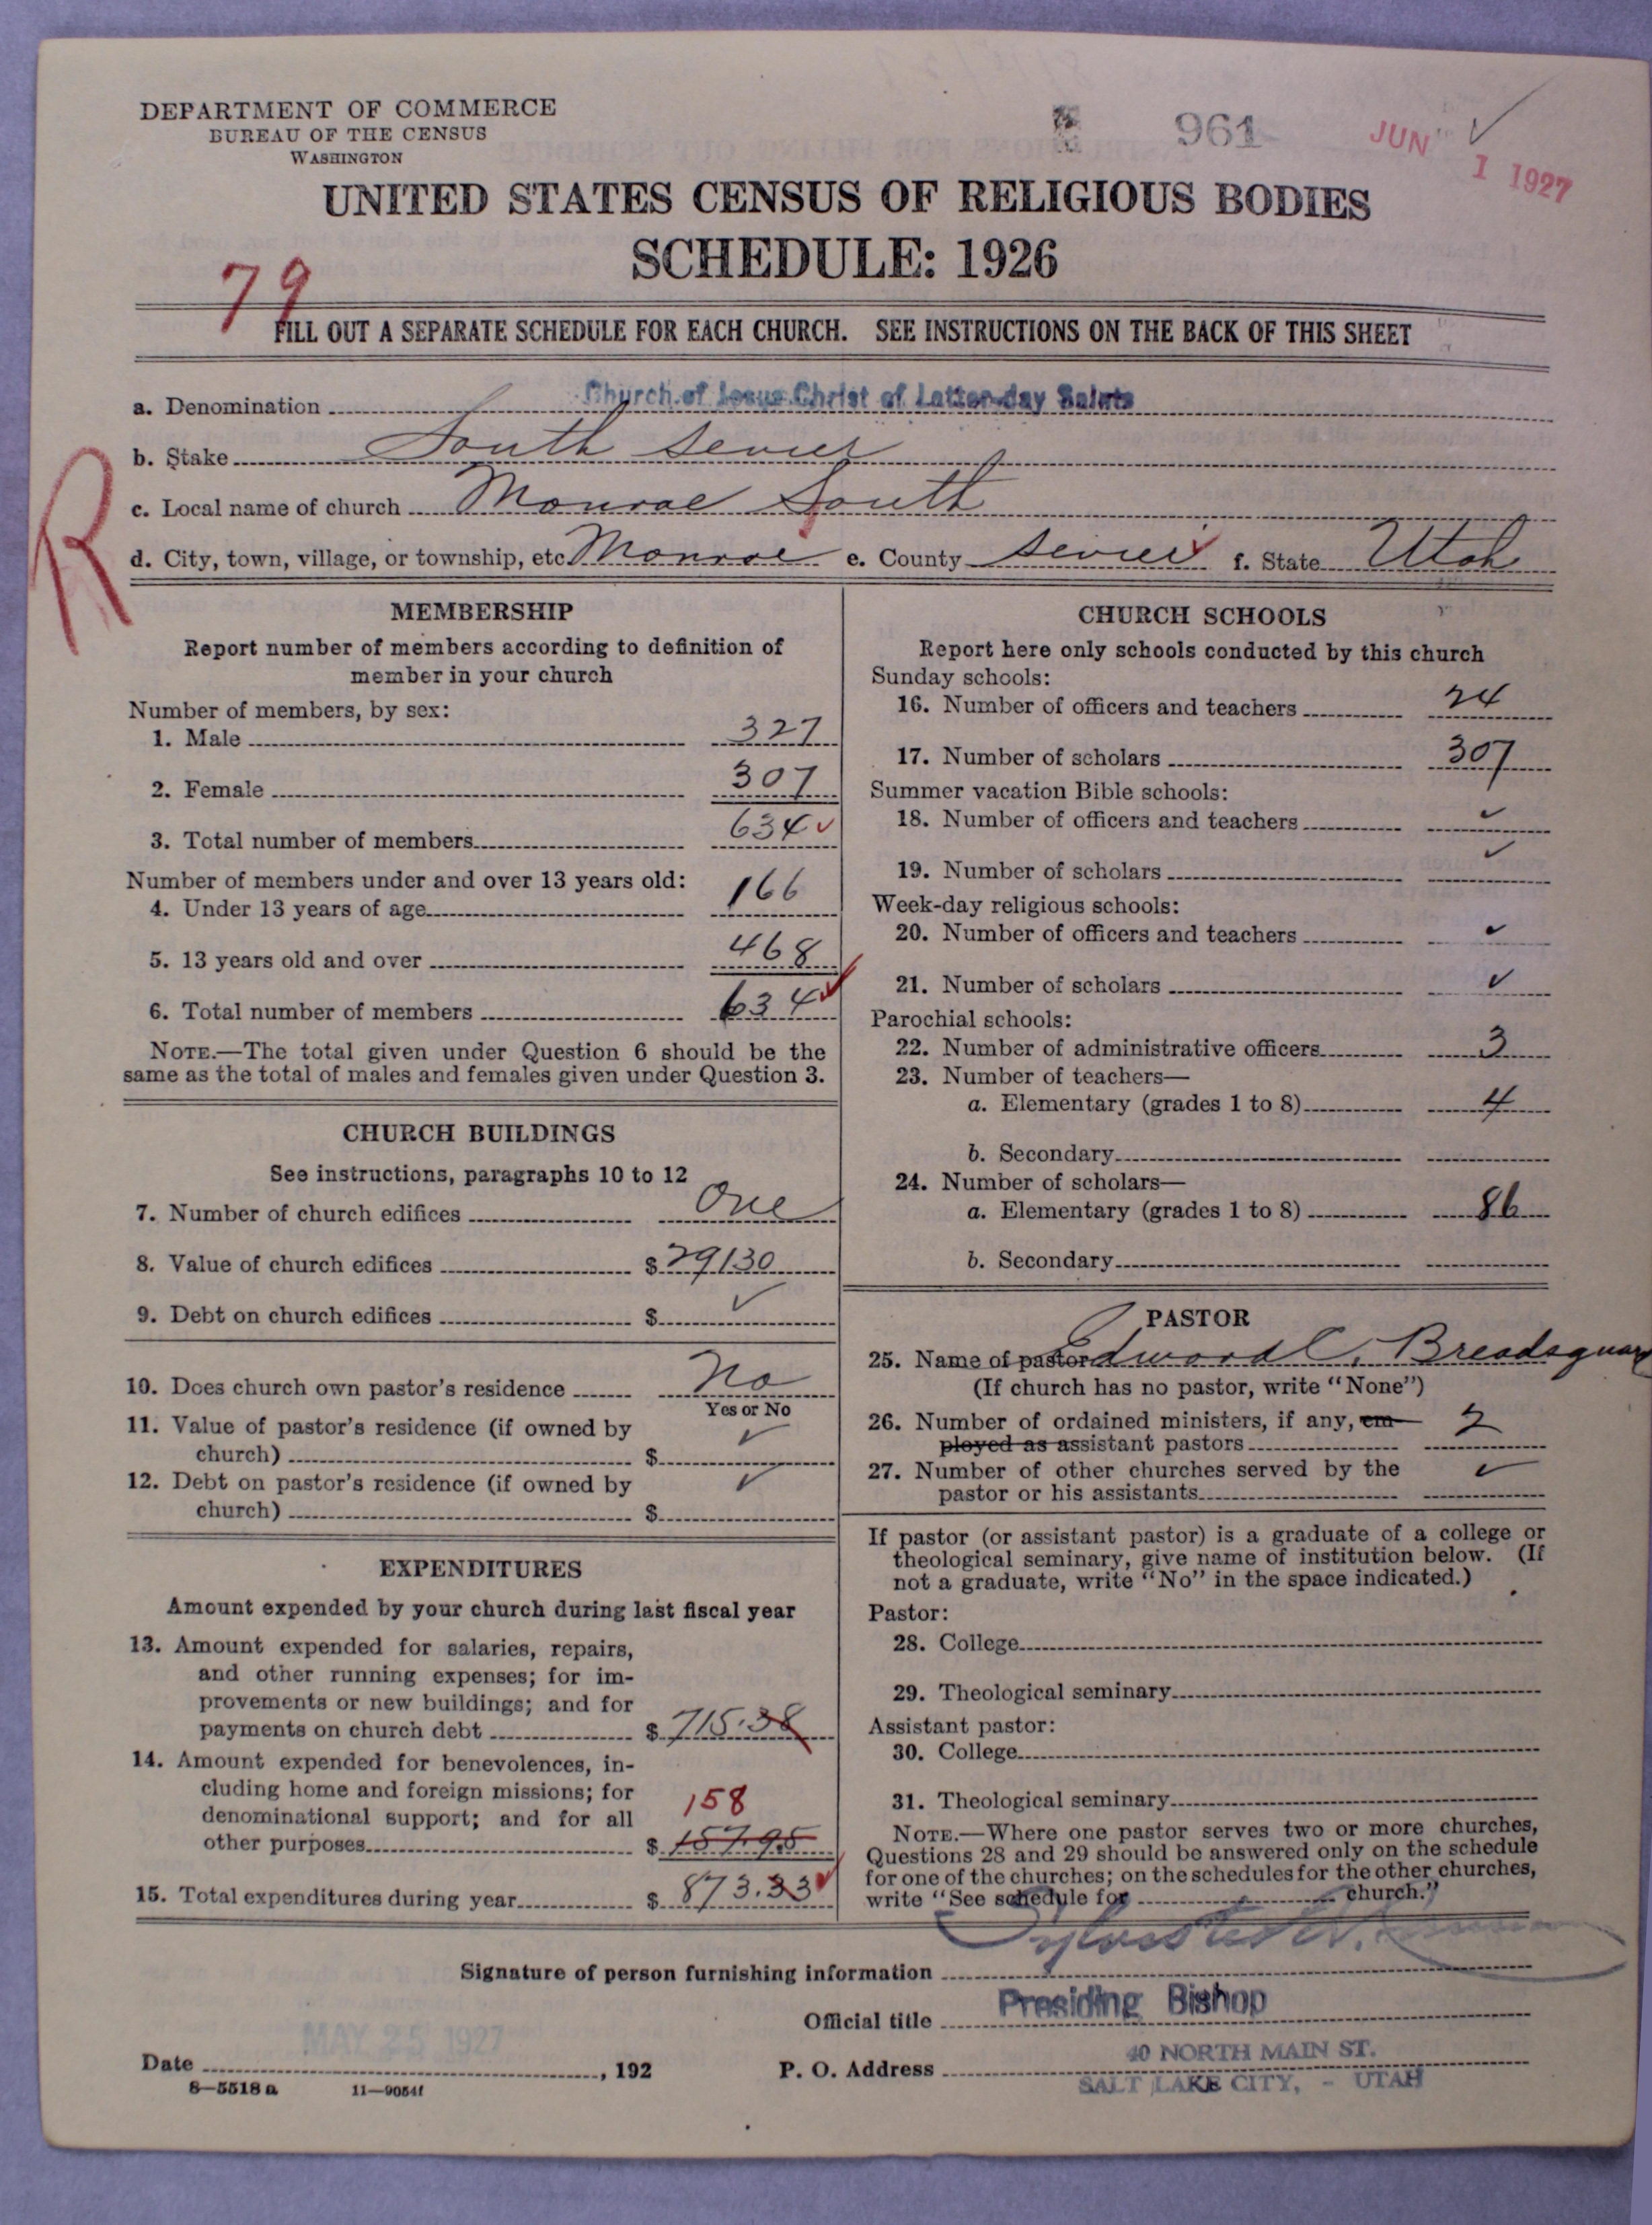 DEPARTMENT OF COMMERCE
BUREAU OF THE CENSUS
WASHINGTON
961
JUN 1 1927
UNITED STATES CENSUS OF RELIGIOUS BODIES
SCHEDULE: 1926
79
FILL OUT A SEPARATE SCHEDULE FOR EACH CHURCH. SEE INSTRUCTIONS ON THE BACK OF THIS SHEET
R
a. Denomination Church of Jesus Christ of Latter-day Saints
b. Stake South Sevier
c. Local name of church Monroe South
d. City, town, village, or township, etc. Monroe e. County Sevier f. State Utah
MEMBERSHIP
Report number of members according to definition of
member in your church
Number of members, by sex:
1. Male 327
2. Female 307
3. Total number of members 634 ✓
Number of members under and over 13 years old:
4. Under 13 years of age 166
5. 13 years old and over 468
6. Total number of members 634 ✓
NOTE.—The total given under Question 6 should be the
same as the total of males and females given under Question 3.
CHURCH BUILDINGS
See instructions, paragraphs 10 to 12
7. Number of church edifices One
8. Value of church edifices $ 29130
9. Debt on church edifices $ ✓
10. Does church own pastor's residence No
Yes or No
11. Value of pastor's residence (if owned by
church) $ ✓
12. Debt on pastor's residence (if owned by
church) $ ✓
EXPENDITURES
Amount expended by your church during last fiscal year
13. Amount expended for salaries, repairs,
and other running expenses; for im-
provements or new buildings; and for
payments on church debt $ 715.38
14. Amount expended for benevolences, in-
cluding home and foreign missions; for
denominational support; and for all
158
other purposes $ 157.95
15. Total expenditures during year $ 873.33 ✓
CHURCH SCHOOLS
Report here only schools conducted by this church
Sunday schools:
16. Number of officers and teachers 24
17. Number of scholars 307
Summer vacation Bible schools:
18. Number of officers and teachers ✓
19. Number of scholars ✓
Week-day religious schools:
20. Number of officers and teachers ✓
21. Number of scholars ✓
Parochial schools:
22. Number of administrative officers 3
23. Number of teachers—
a. Elementary (grades 1 to 8) 4
b. Secondary
24. Number of scholars—
a. Elementary (grades 1 to 8) 86
b. Secondary
PASTOR
25. Name of pastor Edward C.
(If church has no pastor, write "None")
26. Number of ordained ministers, if any, em-
ployed as assistant pastors 2
27. Number of other churches served by the
pastor or his assistants ✓
If pastor (or assistant pastor) is a graduate of a college or
theological seminary, give name of institution below. (If
not a graduate, write "No" in the space indicated.)
Pastor:
28. College
29. Theological seminary
Assistant pastor:
30. College
31. Theological seminary
NOTE.—Where one pastor serves two or more churches,
Questions 28 and 29 should be answered only on the schedule
for one of the churches; on the schedules for the other churches,
write "See schedule for church."
Signature of person furnishing information
Official title Presiding Bishop
MAY 25 1927
Date , 192 P. O. Address 40 NORTH MAIN ST.
SALT LAKE CITY, - UTAH
8—5518 a 11—9054f